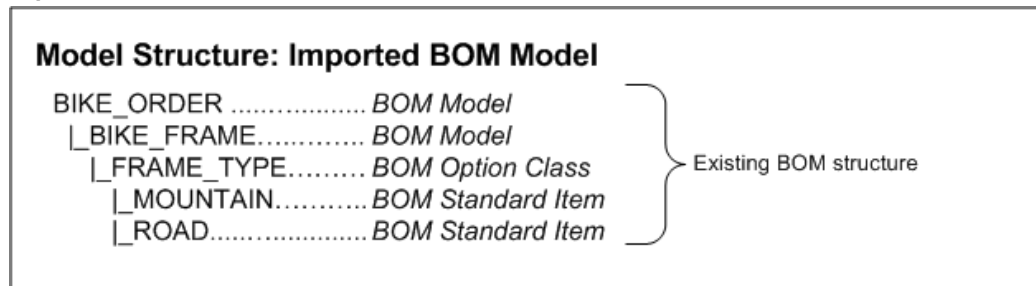 Model Structure: Imported BOM Model
BIKE_ORDER ..................... BOM Model
|_BIKE_FRAME.............. BOM Model
|_FRAME_TYPE......... BOM Option Class
|_MOUNTAIN........... BOM Standard Item
|_ROAD..................... BOM Standard Item
Existing BOM structure